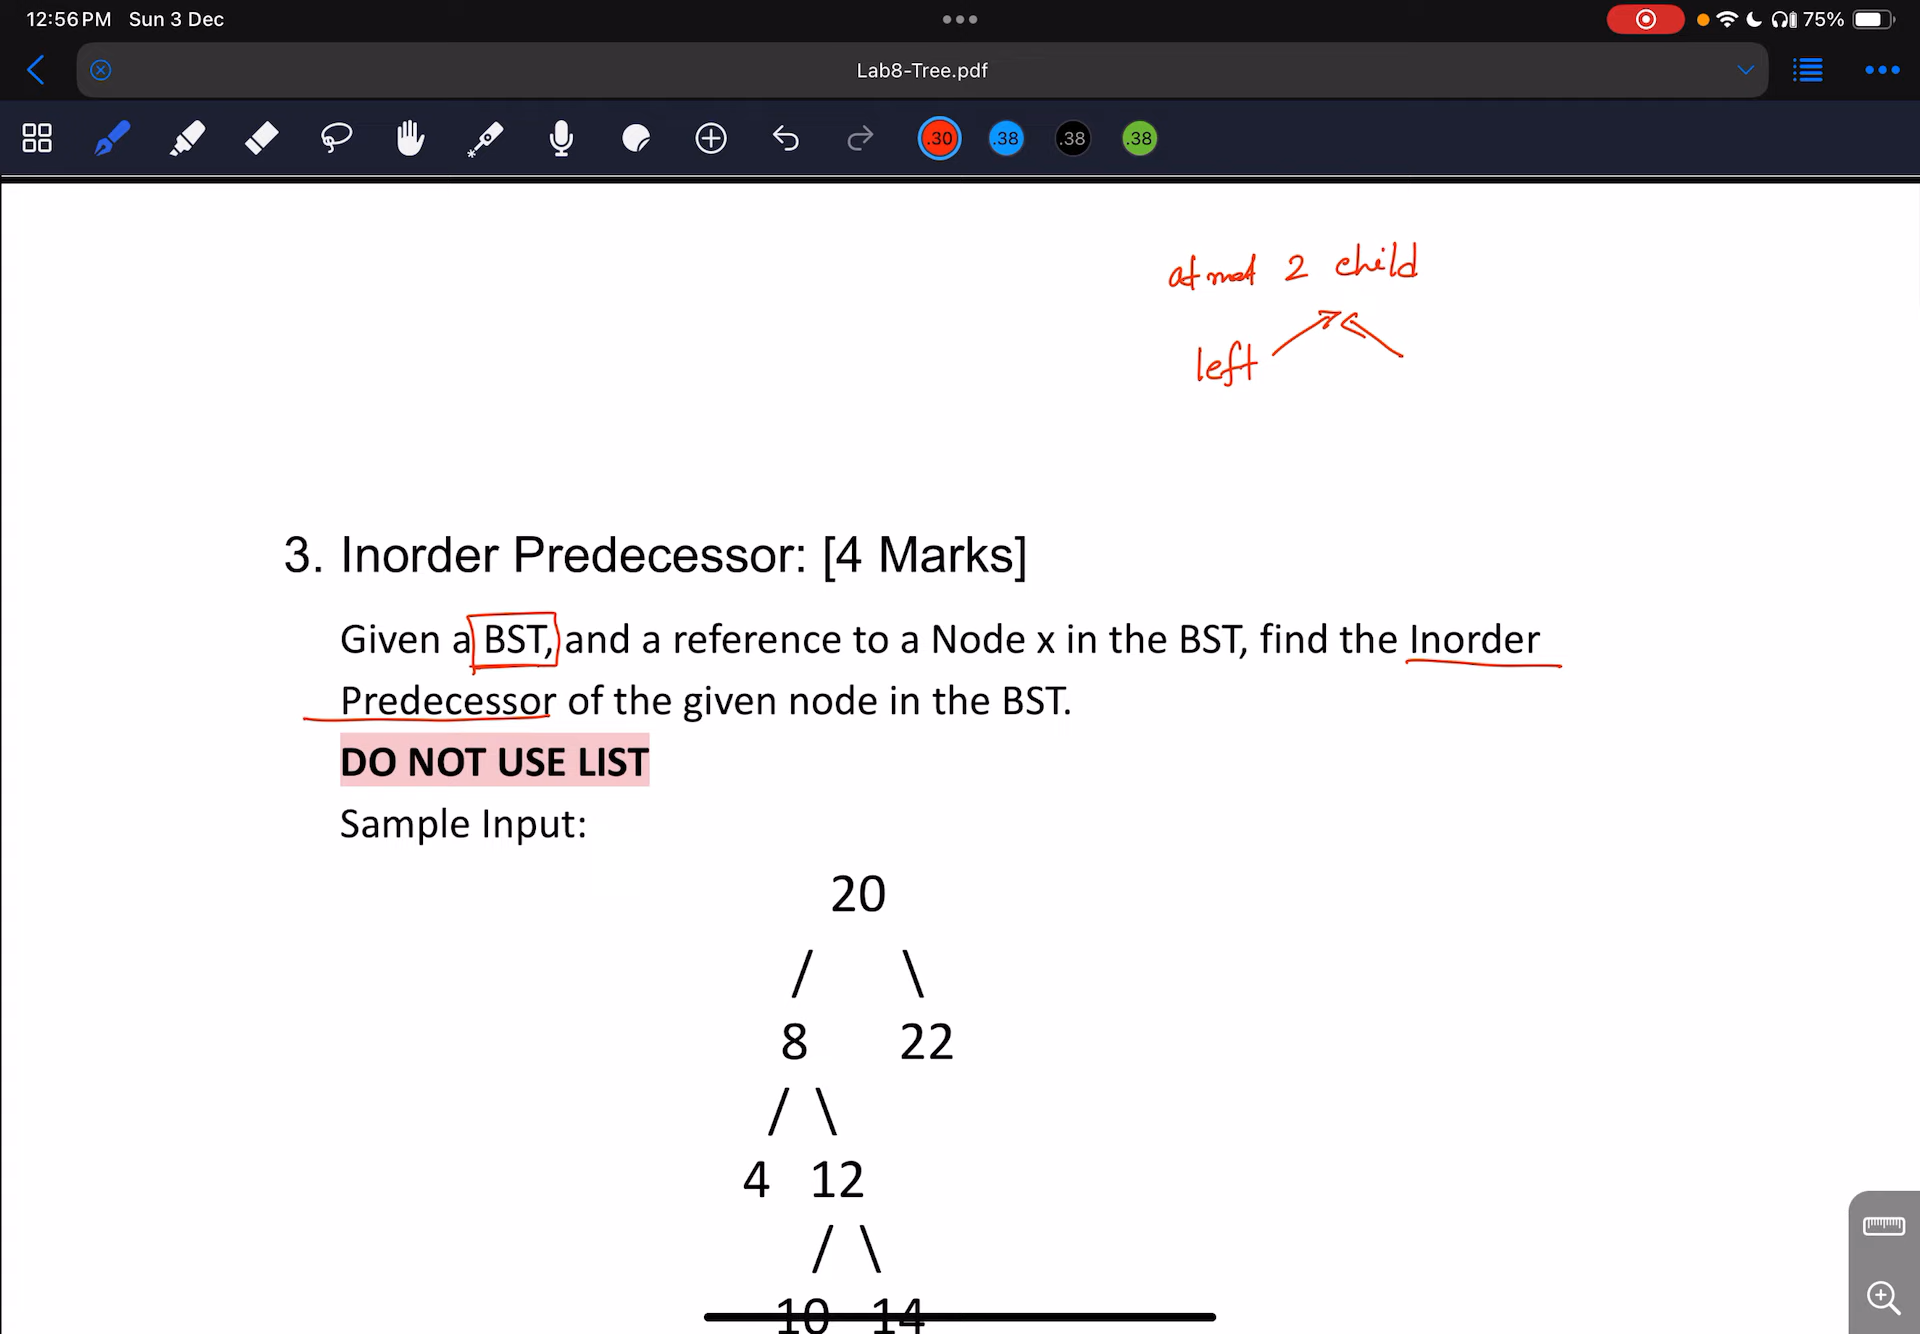 12:56 PM Sun 3 Dec
75%
Lab8-Tree.pdf
.30 .38 .38 .38
at most 2 child
left
3. Inorder Predecessor: [4 Marks]
Given a BST, and a reference to a Node x in the BST, find the Inorder
Predecessor of the given node in the BST.
DO NOT USE LIST
Sample Input:
20
/ \
8 22
/ \
4 12
/ \
10 14